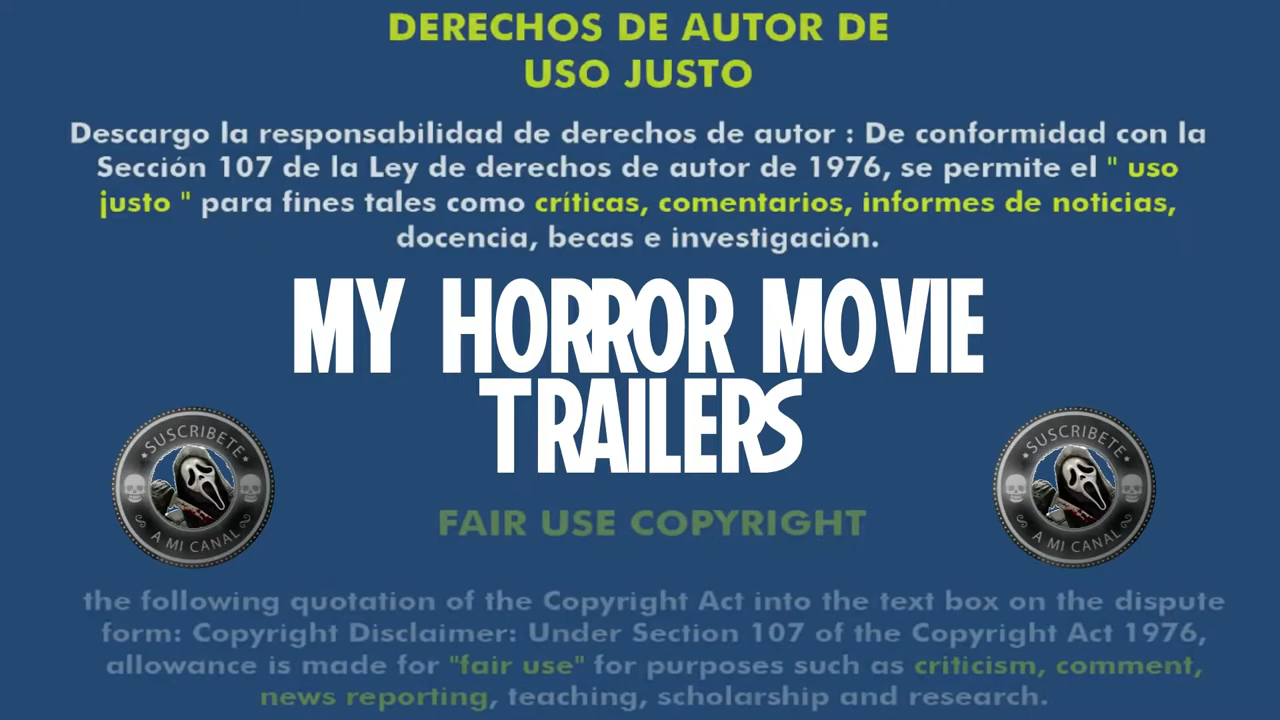 DERECHOS DE AUTOR DE
USO JUSTO
Descargo la responsabilidad de derechos de autor : De conformidad con la
Sección 107 de la Ley de derechos de autor de 1976, se permite el " uso
justo " para fines tales como críticas, comentarios, informes de noticias,
docencia, becas e investigación.
MY HORROR MOVIE
TRAILERS
SUSCRIBETE
A MI CANAL
SUSCRIBETE
A MI CANAL
FAIR USE COPYRIGHT
the following quotation of the Copyright Act into the text box on the dispute
form: Copyright Disclaimer: Under Section 107 of the Copyright Act 1976,
allowance is made for "fair use" for purposes such as criticism, comment,
news reporting, teaching, scholarship and research.